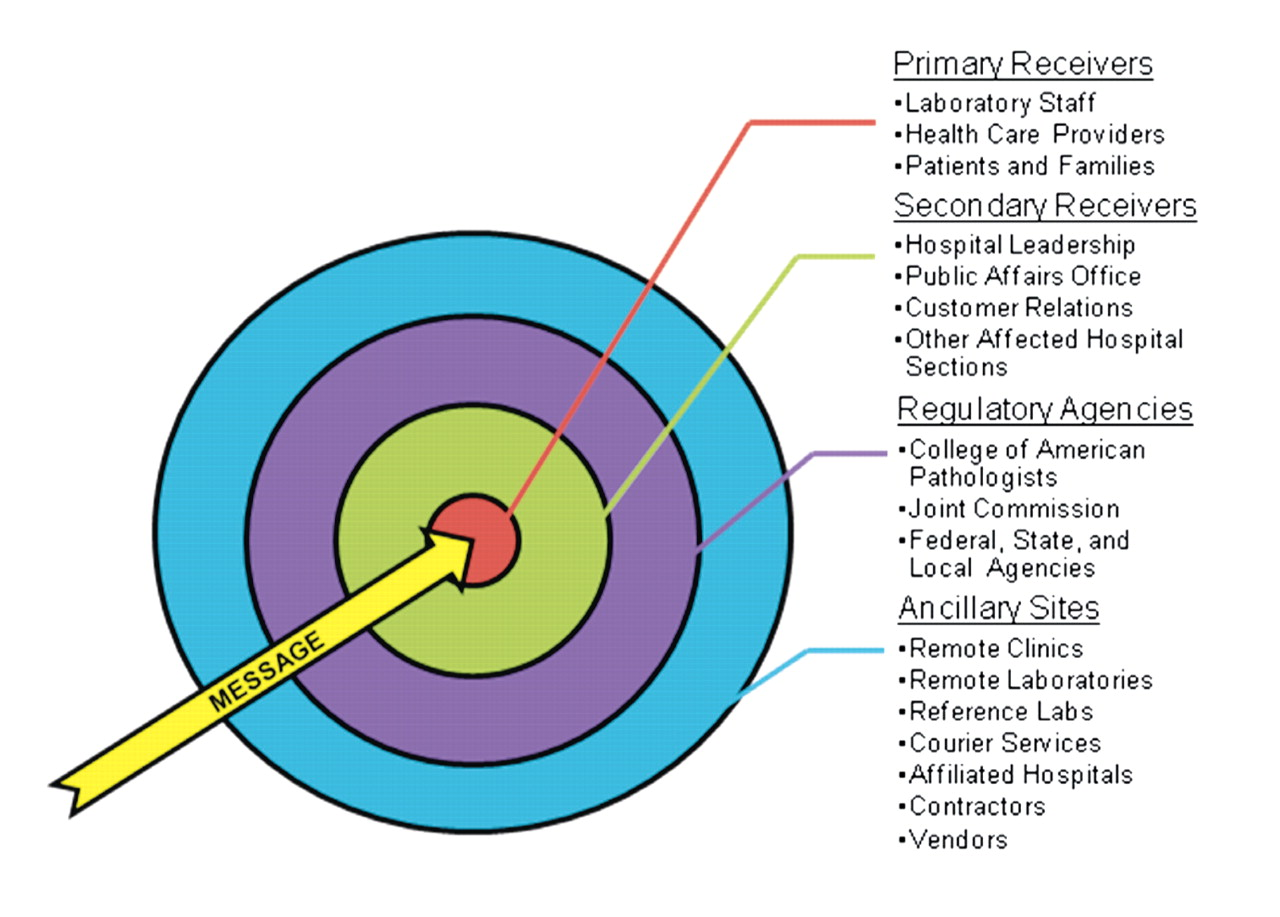 Primary Receivers
•Laboratory Staff
•Health Care Providers
•Patients and Families
Secondary Receivers
•Hospital Leadership
•Public Affairs Office
•Customer Relations
•Other Affected Hospital
Sections
Regulatory Agencies
•College of American
Pathologists
•Joint Commission
•Federal, State, and
Local Agencies
Ancillary Sites
•Remote Clinics
•Remote Laboratories
•Reference Labs
•Courier Services
•Affiliated Hospitals
•Contractors
•Vendors
MESSAGE